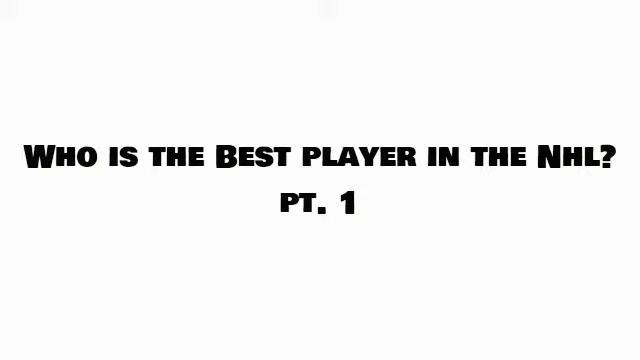 Who is the Best player in the Nhl?
pt. 1